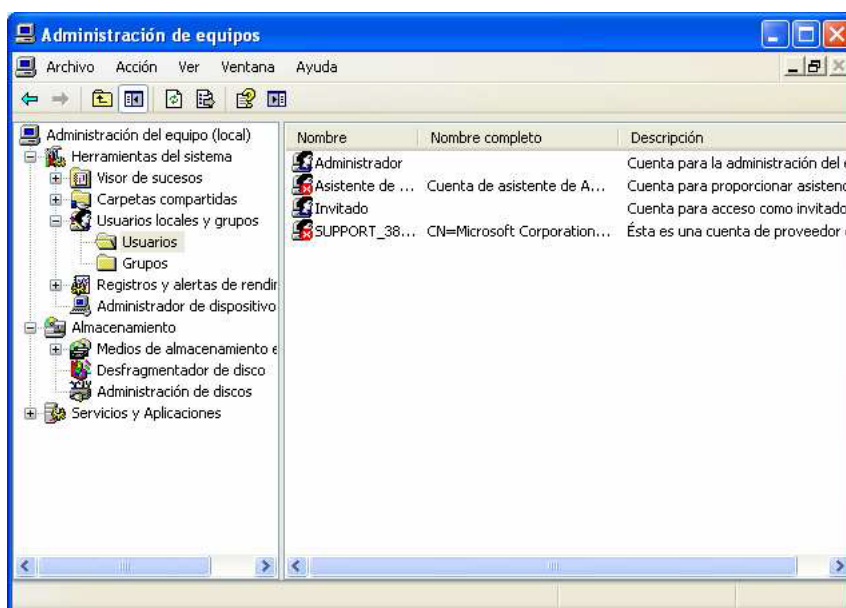 Administración de equipos
Archivo Acción Ver Ventana Ayuda
Administración del equipo (local)
Herramientas del sistema
Visor de sucesos
Carpetas compartidas
Usuarios locales y grupos
Usuarios
Grupos
Registros y alertas de rendir
Administrador de dispositivo
Almacenamiento
Medios de almacenamiento e
Desfragmentador de disco
Administración de discos
Servicios y Aplicaciones
Nombre Nombre completo Descripción
Administrador Cuenta para la administración del e
Asistente de ... Cuenta de asistente de A... Cuenta para proporcionar asistenc
Invitado Cuenta para acceso como invitado
SUPPORT_38... CN=Microsoft Corporation... Ésta es una cuenta de proveedor